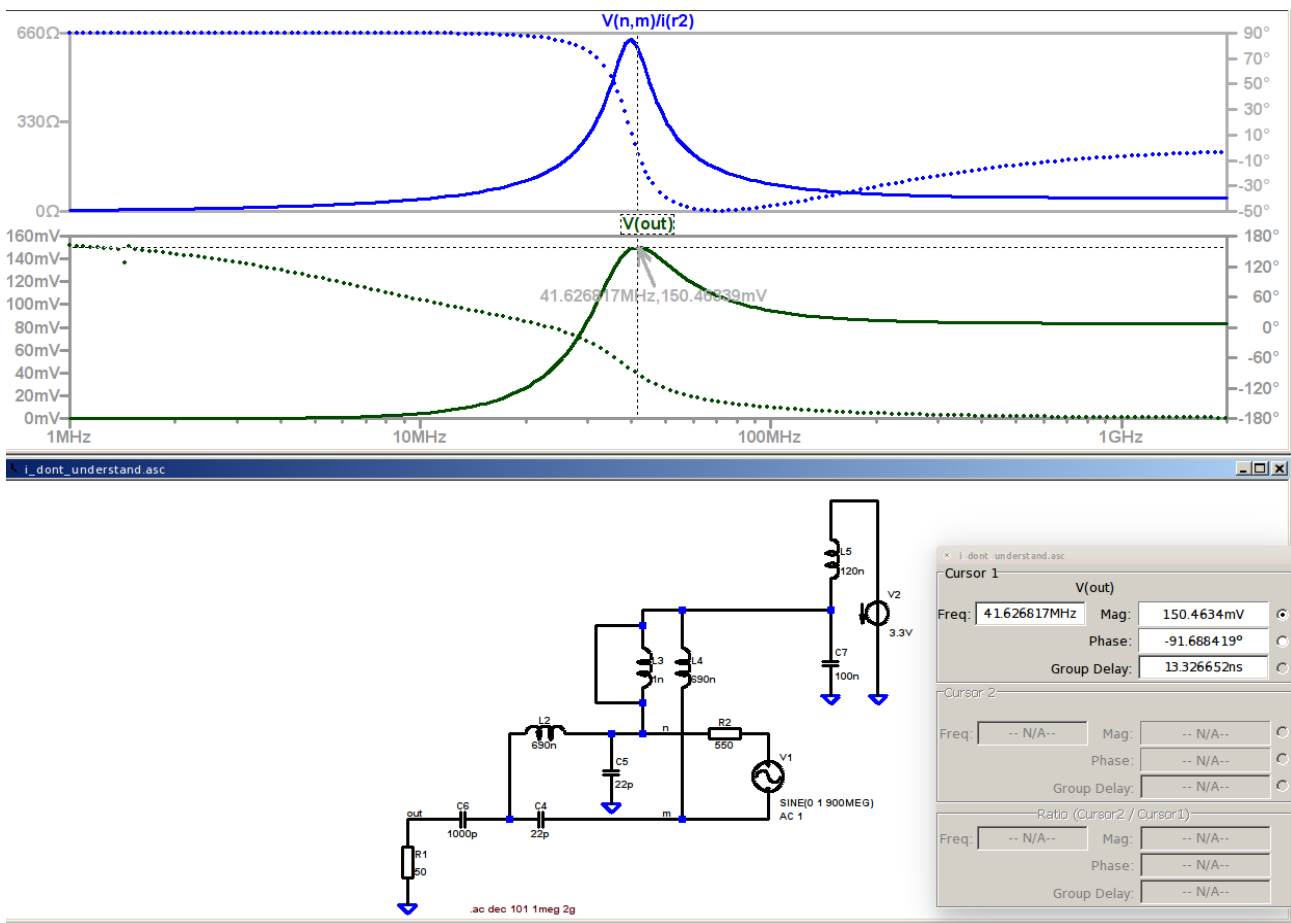 V(n,m)/i(r2)
660Ω
330Ω
0Ω
90°
70°
50°
30°
10°
-10°
-30°
-50°
V(out)
160mV
140mV
120mV
100mV
80mV
60mV
40mV
20mV
0mV
180°
120°
60°
0°
-60°
-120°
-180°
41.626817MHz,150.46339mV
1MHz
10MHz
100MHz
1GHz
i_dont_understand.asc
L5
120n
V2
3.3V
C7
100n
L3
1n
L4
690n
L2
690n
n
R2
550
C5
22p
V1
SINE(0 1 900MEG)
AC 1
out
C6
1000p
C4
22p
m
R1
50
.ac dec 101 1meg 2g
i_dont_understand.asc
Cursor 1
V(out)
Freq: 41.626817MHz Mag: 150.4634mV
Phase: -91.688419°
Group Delay: 13.326652ns
Cursor 2
Freq: -- N/A-- Mag: -- N/A--
Phase: -- N/A--
Group Delay: -- N/A--
Ratio (Cursor2 / Cursor1)
Freq: -- N/A-- Mag: -- N/A--
Phase: -- N/A--
Group Delay: -- N/A--